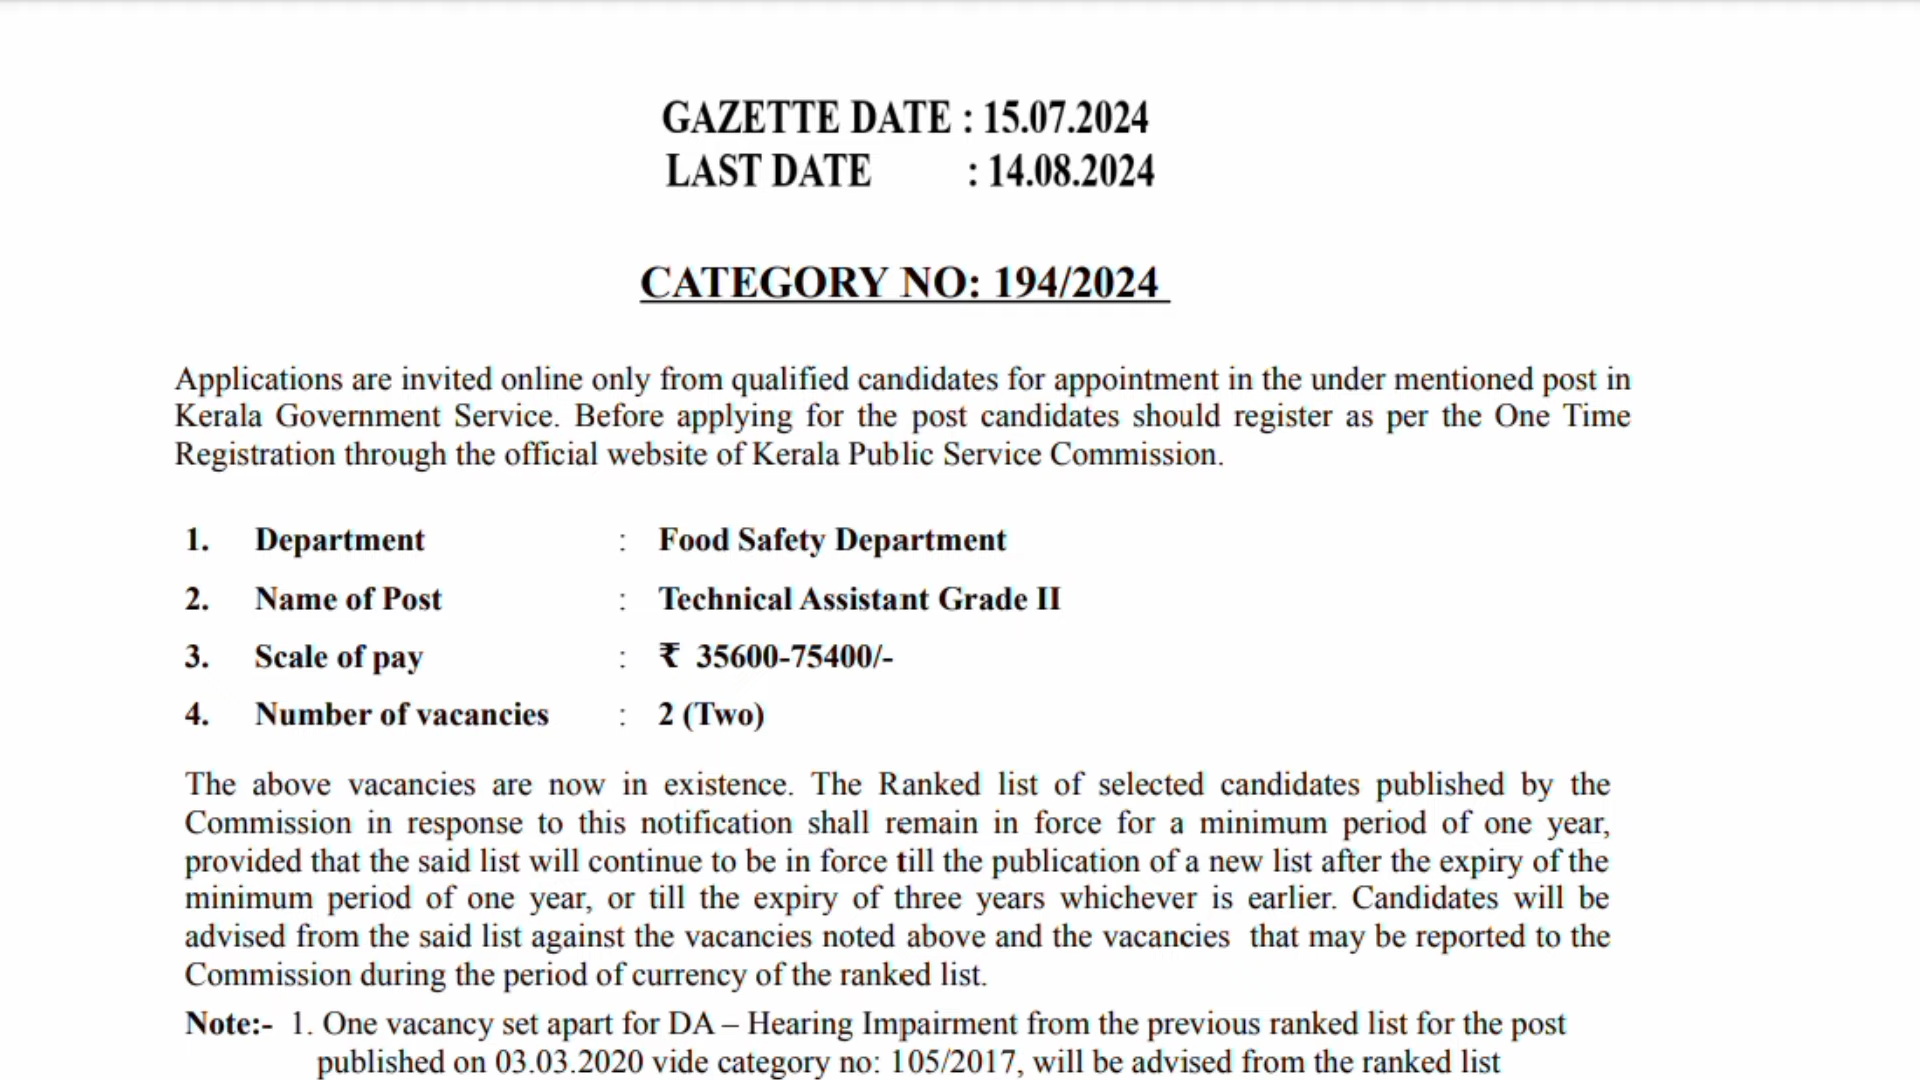 GAZETTE DATE : 15.07.2024
LAST DATE : 14.08.2024
CATEGORY NO: 194/2024
Applications are invited online only from qualified candidates for appointment in the under mentioned post in
Kerala Government Service. Before applying for the post candidates should register as per the One Time
Registration through the official website of Kerala Public Service Commission.
1. Department : Food Safety Department
2. Name of Post : Technical Assistant Grade II
3. Scale of pay : ₹ 35600-75400/-
4. Number of vacancies : 2 (Two)
The above vacancies are now in existence. The Ranked list of selected candidates published by the
Commission in response to this notification shall remain in force for a minimum period of one year,
provided that the said list will continue to be in force till the publication of a new list after the expiry of the
minimum period of one year, or till the expiry of three years whichever is earlier. Candidates will be
advised from the said list against the vacancies noted above and the vacancies that may be reported to the
Commission during the period of currency of the ranked list.
Note:- 1. One vacancy set apart for DA – Hearing Impairment from the previous ranked list for the post
published on 03.03.2020 vide category no: 105/2017, will be advised from the ranked list